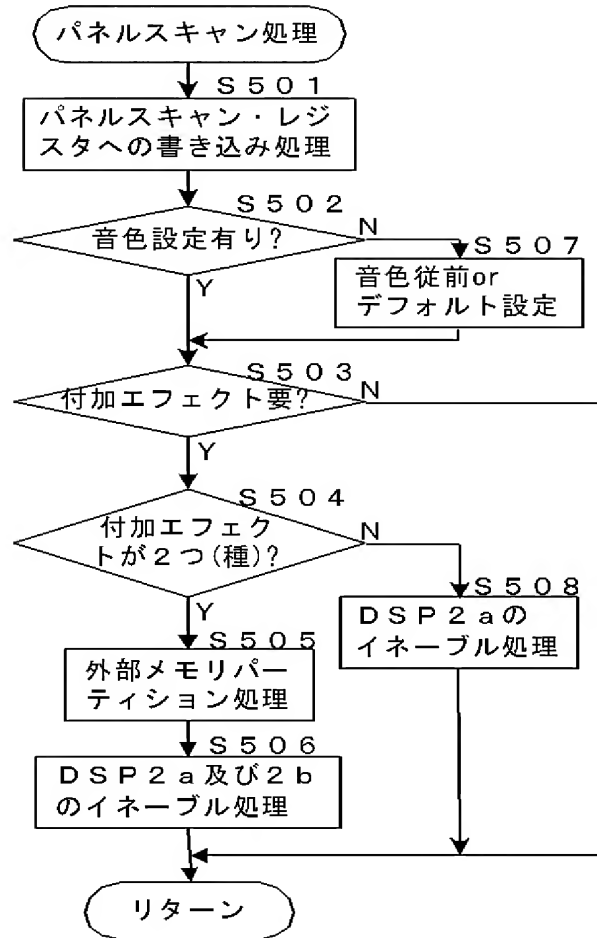 パネルスキャン処理
S501
パネルスキャン・レジ
スタへの書き込み処理
S502
音色設定有り?
N
Y
S507
音色従前or
デフォルト設定
S503
付加エフェクト要?
N
Y
S504
付加エフェク
トが2つ(種)?
N
Y
S508
DSP2aの
イネーブル処理
S505
外部メモリパー
ティション処理
S506
DSP2a及び2b
のイネーブル処理
リターン